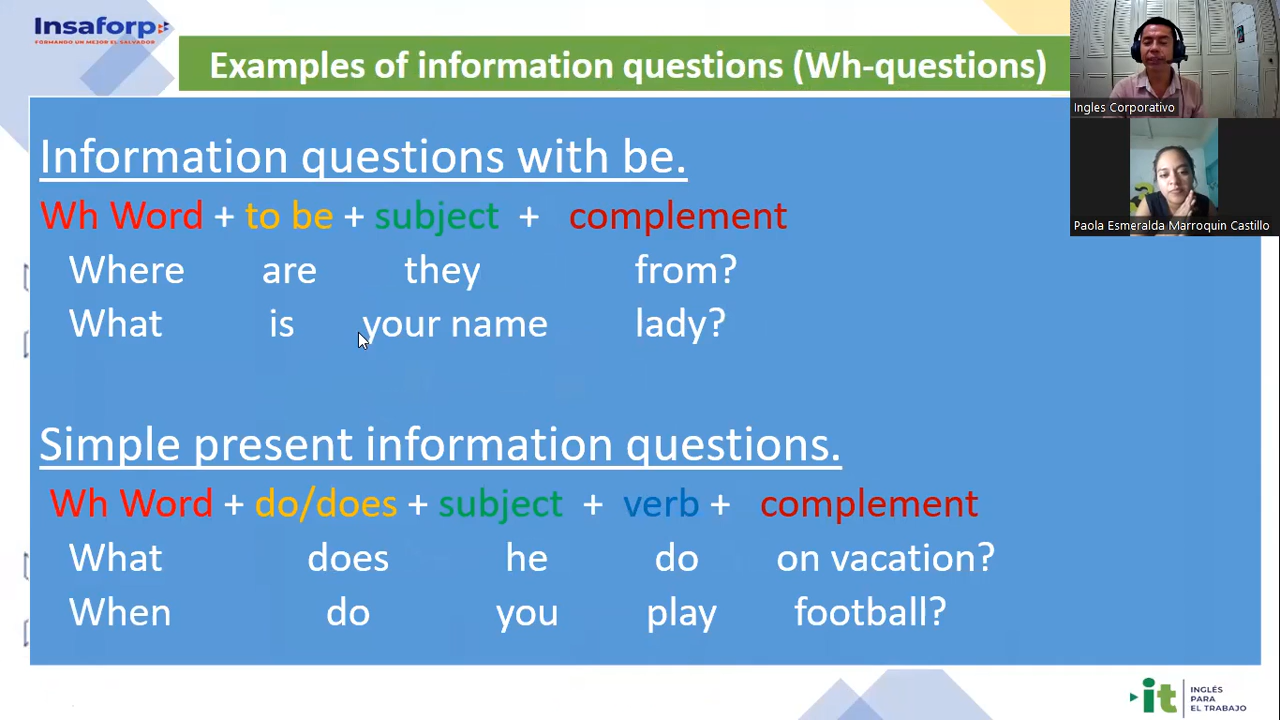 Insaforp
FORMANDO UN MEJOR EL SALVADOR
Examples of information questions (Wh-questions)
Ingles Corporativo
Paola Esmeralda Marroquin Castillo
Information questions with be.
Wh Word + to be + subject + complement
Where are they from?
What is your name lady?
Simple present information questions.
Wh Word + do/does + subject + verb + complement
What does he do on vacation?
When do you play football?
it
INGLÉS
PARA
EL TRABAJO